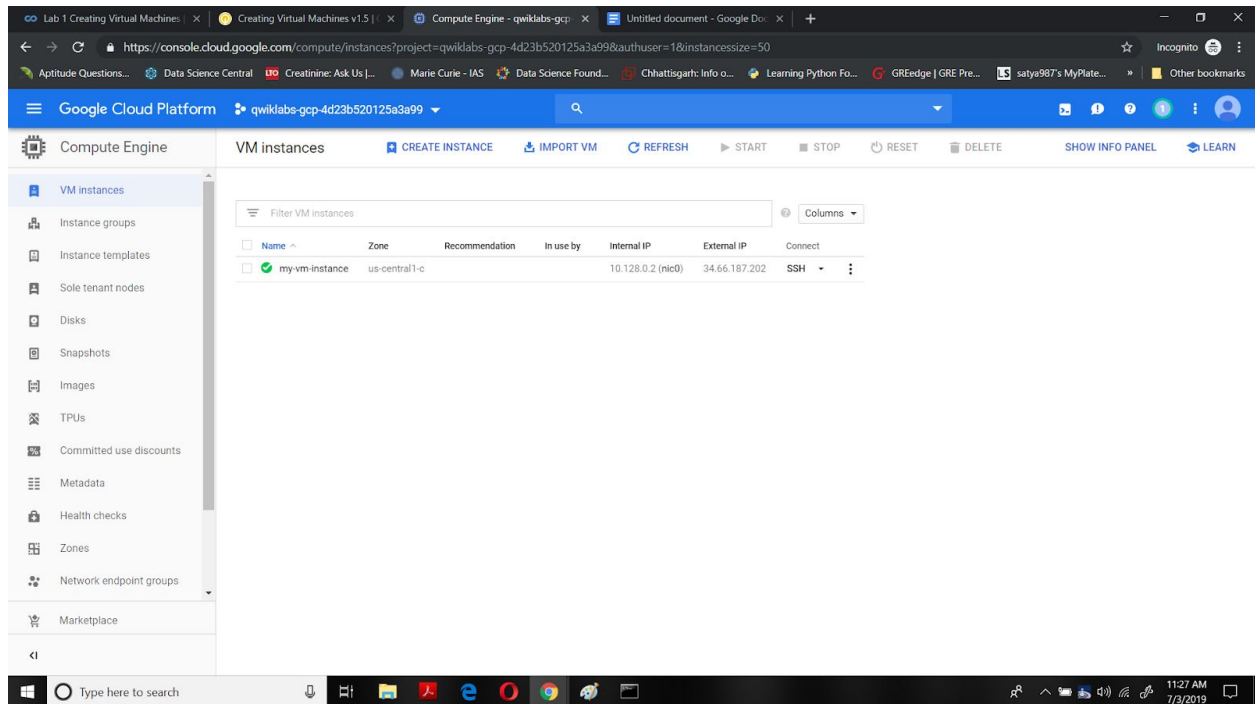 Lab 1 Creating Virtual Machines
Creating Virtual Machines v1.5 | (
Compute Engine - qwiklabs-gcp-
Untitled document - Google Doc
https://console.cloud.google.com/compute/instances?project=qwiklabs-gcp-4d23b520125a3a99&authuser=1&instancessize=50
Incognito
Aptitude Questions...
Data Science Central
LTO Creatinine: Ask Us |...
Marie Curie - IAS
Data Science Found...
Chhattisgarh: Info o...
Learning Python Fo...
G GREedge | GRE Pre...
LS satya987's MyPlate...
»
Other bookmarks
Google Cloud Platform
qwiklabs-gcp-4d23b520125a3a99
1
Compute Engine
VM instances
CREATE INSTANCE
IMPORT VM
REFRESH
START
STOP
RESET
DELETE
SHOW INFO PANEL
LEARN
VM instances
Instance groups
Instance templates
Sole tenant nodes
Disks
Snapshots
Images
TPUs
Committed use discounts
Metadata
Health checks
Zones
Network endpoint groups
Marketplace
Filter VM instances
Columns
Name Zone Recommendation In use by Internal IP External IP Connect
my-vm-instance us-central1-c 10.128.0.2 (nic0) 34.66.187.202 SSH
Type here to search
11:27 AM
7/3/2019